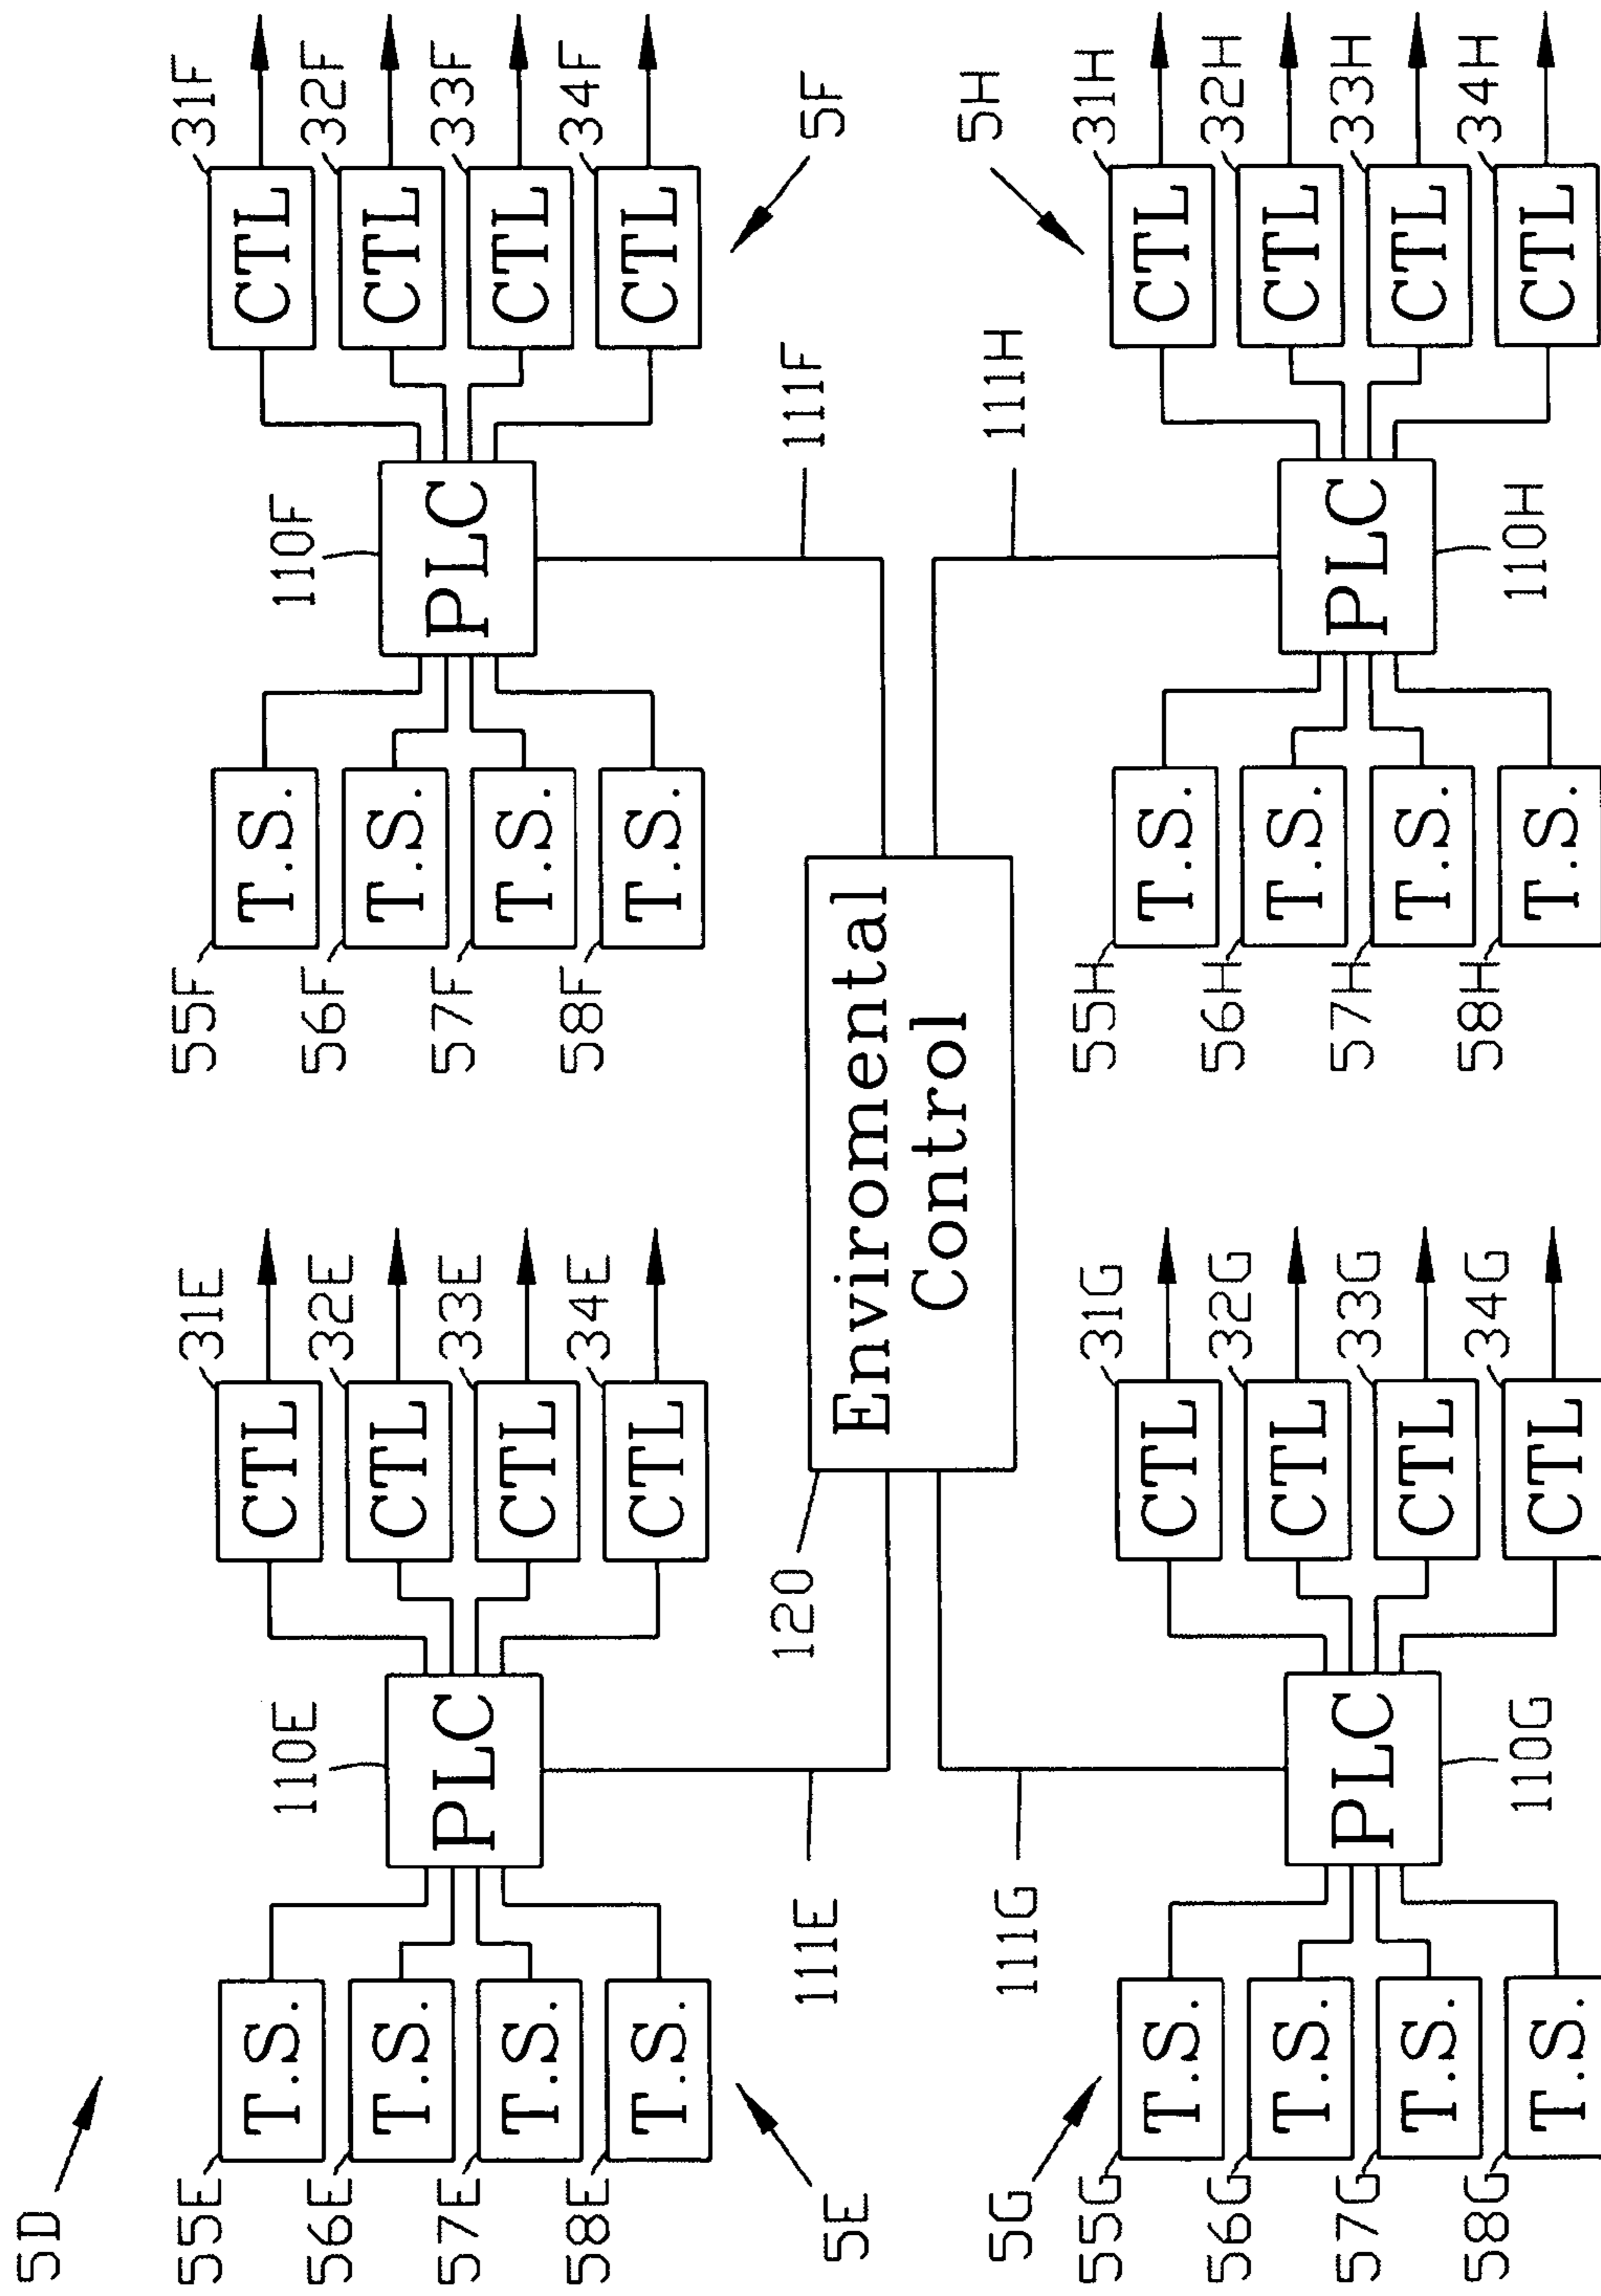 5D
55E
T.S.
56E
T.S.
57E
T.S.
58E
T.S.
110E
PLC
31E
CTL
32E
CTL
33E
CTL
34E
CTL
5E
111E
55F
T.S.
56F
T.S.
57F
T.S.
58F
T.S.
110F
PLC
31F
CTL
32F
CTL
33F
CTL
34F
CTL
5F
111F
120
Enviromental
Control
5G
111G
55G
T.S.
56G
T.S.
57G
T.S.
58G
T.S.
PLC
110G
31G
CTL
32G
CTL
33G
CTL
34G
CTL
111H
5H
55H
T.S.
56H
T.S.
57H
T.S.
58H
T.S.
PLC
110H
31H
CTL
32H
CTL
33H
CTL
34H
CTL